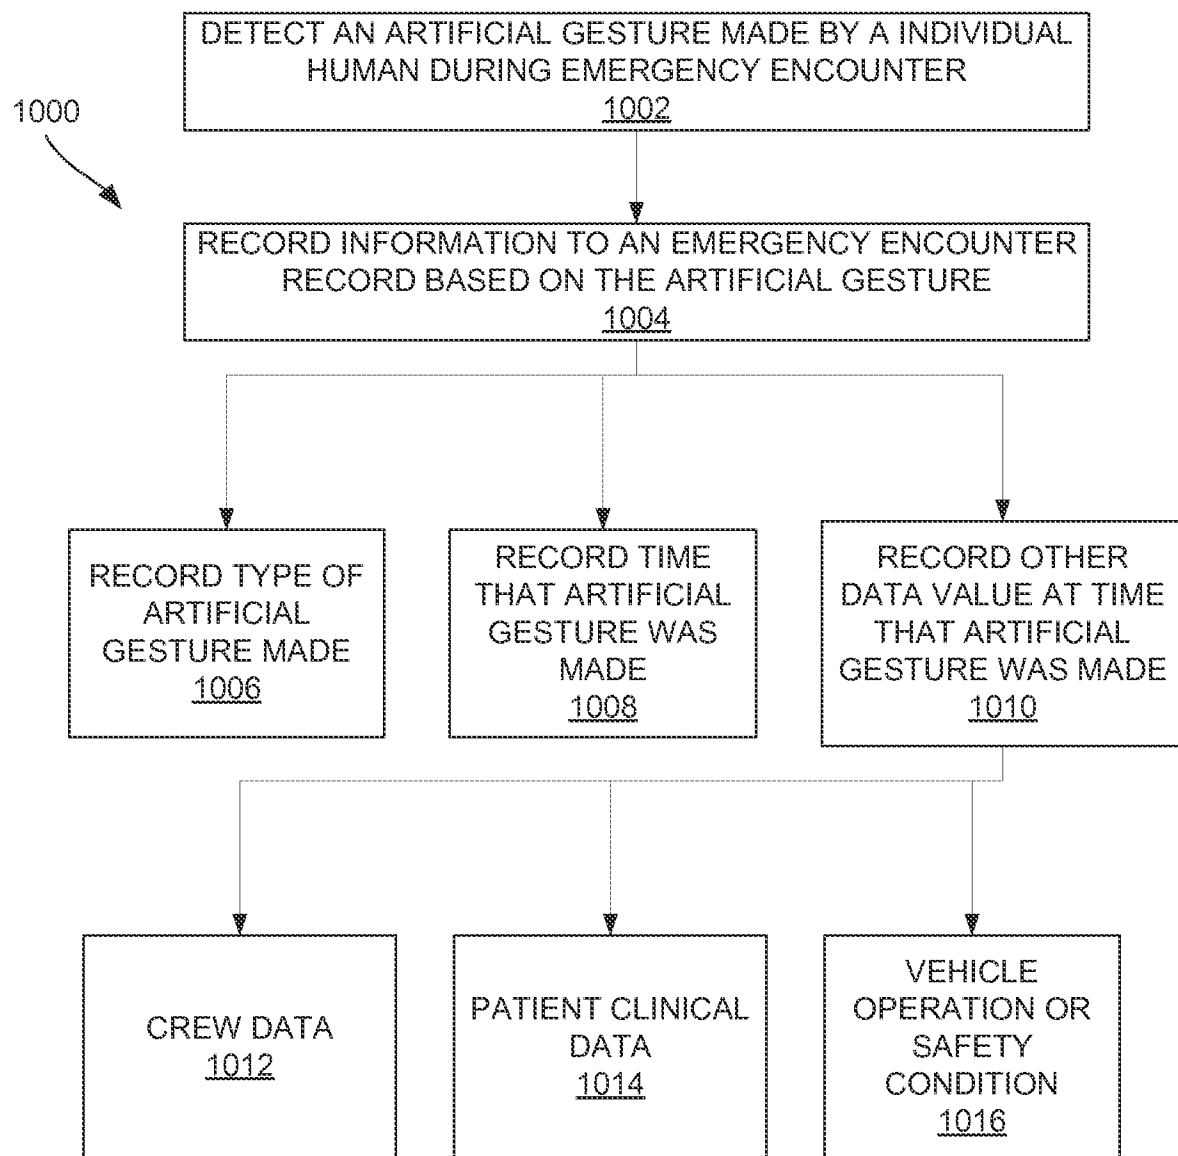 DETECT AN ARTIFICIAL GESTURE MADE BY A INDIVIDUAL
HUMAN DURING EMERGENCY ENCOUNTER
1002
1000
RECORD INFORMATION TO AN EMERGENCY ENCOUNTER
RECORD BASED ON THE ARTIFICIAL GESTURE
1004
RECORD TYPE OF
ARTIFICIAL
GESTURE MADE
1006
RECORD TIME
THAT ARTIFICIAL
GESTURE WAS
MADE
1008
RECORD OTHER
DATA VALUE AT TIME
THAT ARTIFICIAL
GESTURE WAS MADE
1010
CREW DATA
1012
PATIENT CLINICAL
DATA
1014
VEHICLE
OPERATION OR
SAFETY
CONDITION
1016